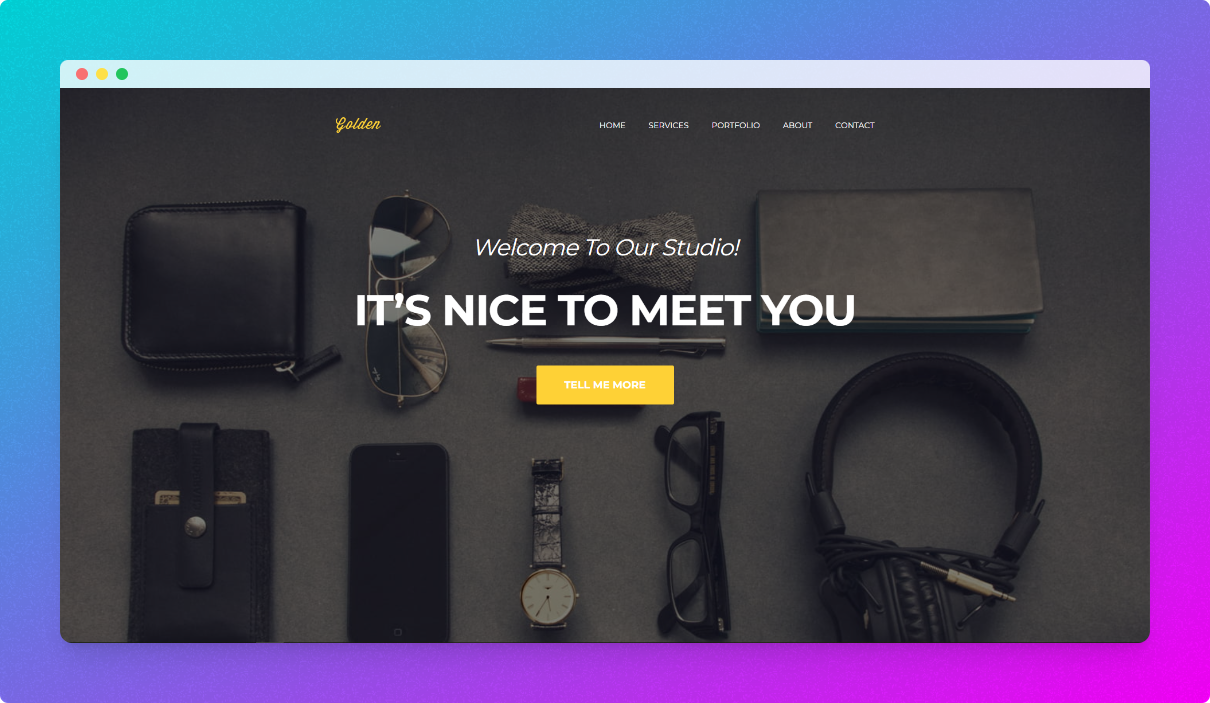 Golden
HOME SERVICES PORTFOLIO ABOUT CONTACT
Welcome To Our Studio!
IT’S NICE TO MEET YOU
TELL ME MORE